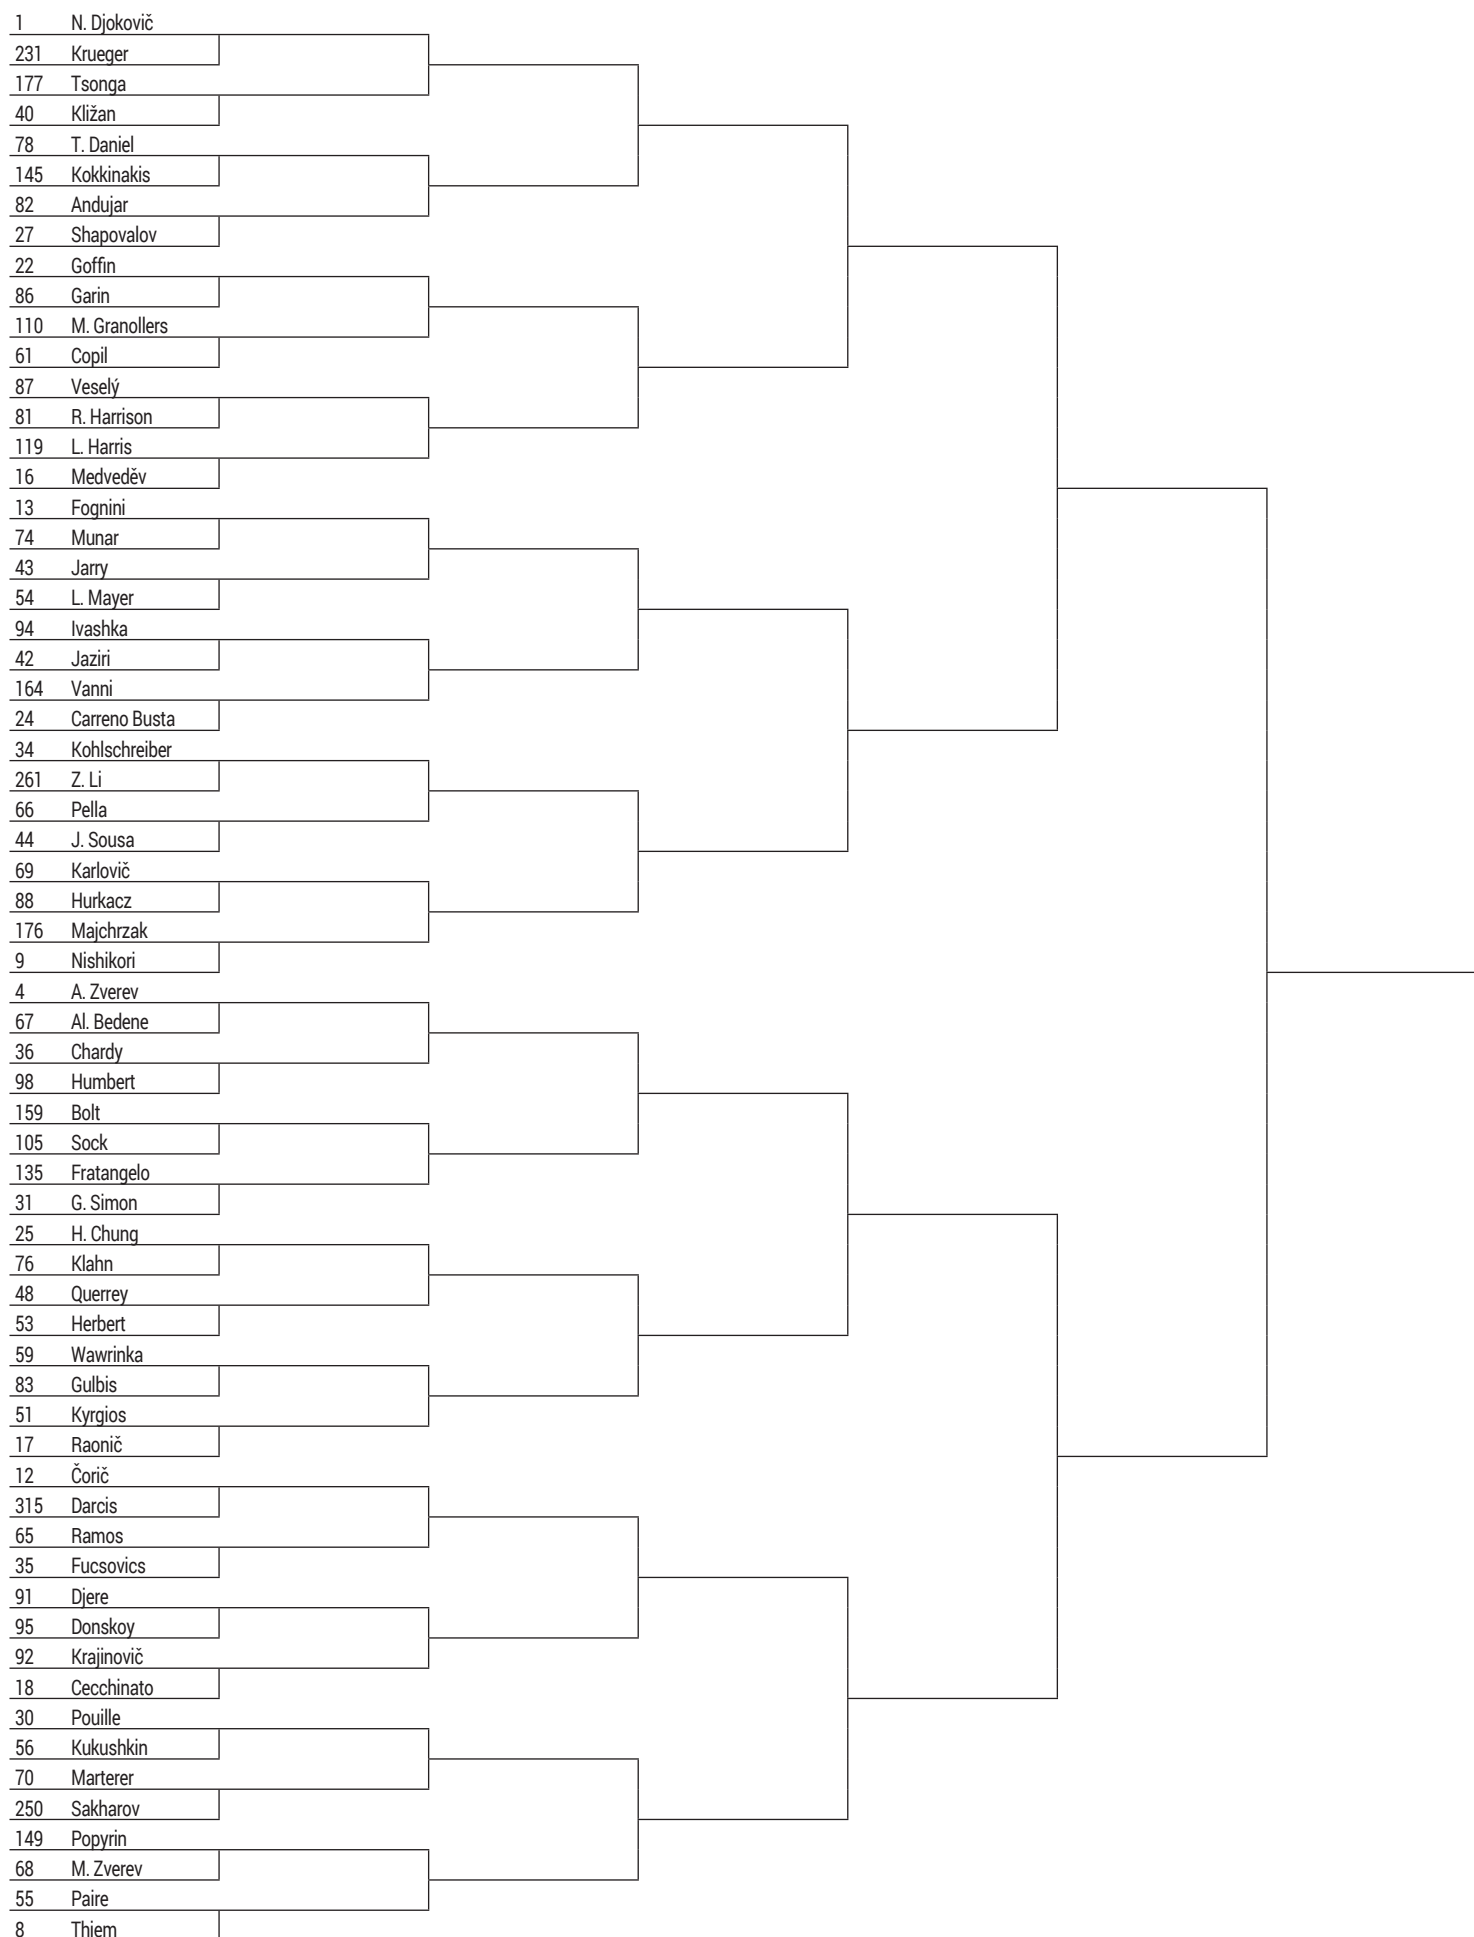 1 N. Djokovič
231 Krueger
177 Tsonga
40 Kližan
78 T. Daniel
145 Kokkinakis
82 Andujar
27 Shapovalov
22 Goffin
86 Garin
110 M. Granollers
61 Copil
87 Veselý
81 R. Harrison
119 L. Harris
16 Medveděv
13 Fognini
74 Munar
43 Jarry
54 L. Mayer
94 Ivashka
42 Jaziri
164 Vanni
24 Carreno Busta
34 Kohlschreiber
261 Z. Li
66 Pella
44 J. Sousa
69 Karlovič
88 Hurkacz
176 Majchrzak
9 Nishikori
4 A. Zverev
67 Al. Bedene
36 Chardy
98 Humbert
159 Bolt
105 Sock
135 Fratangelo
31 G. Simon
25 H. Chung
76 Klahn
48 Querrey
53 Herbert
59 Wawrinka
83 Gulbis
51 Kyrgios
17 Raonič
12 Čorič
315 Darcis
65 Ramos
35 Fucsovics
91 Djere
95 Donskoy
92 Krajinovič
18 Cecchinato
30 Pouille
56 Kukushkin
70 Marterer
250 Sakharov
149 Popyrin
68 M. Zverev
55 Paire
8 Thiem